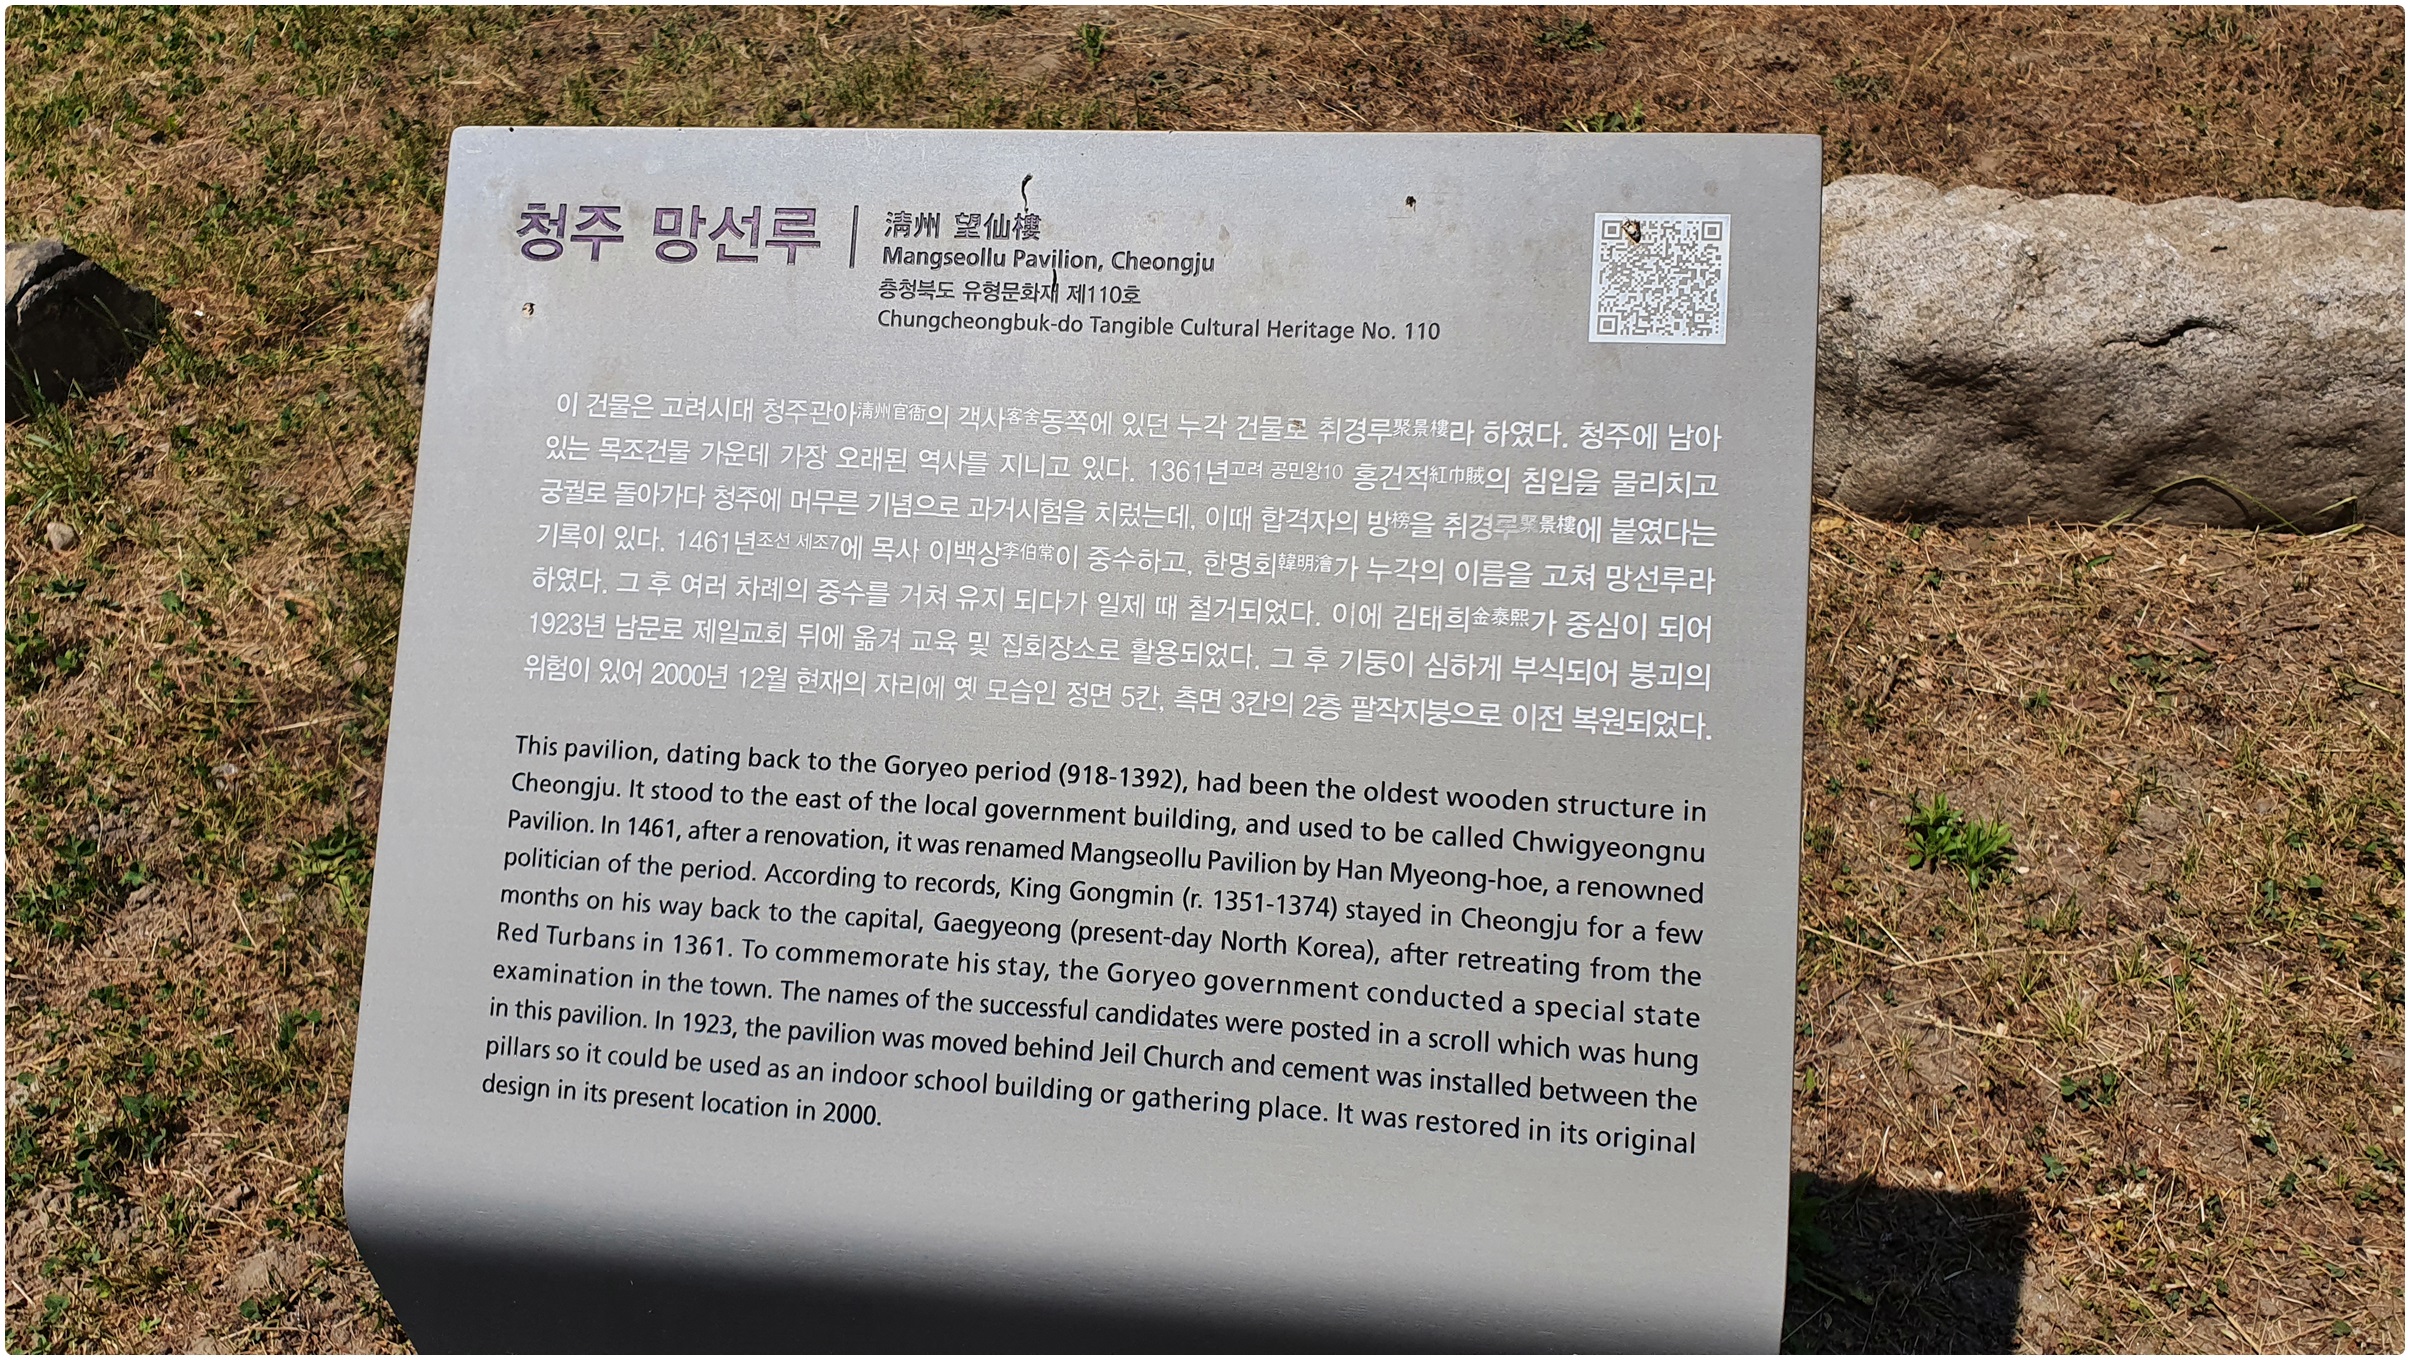 청주 망선루
淸州 望仙樓
Mangseollu Pavilion, Cheongju
충청북도 유형문화재 제110호
Chungcheongbuk-do Tangible Cultural Heritage No. 110
이 건물은 고려시대 청주관아淸州官衙의 객사客舍동쪽에 있던 누각 건물로 취경루聚景樓라 하였다. 청주에 남아
있는 목조건물 가운데 가장 오래된 역사를 지니고 있다. 1361년고려 공민왕10 홍건적紅巾賊의 침입을 물리치고
궁궐로 돌아가다 청주에 머무른 기념으로 과거시험을 치렀는데, 이때 합격자의 방榜을 취경루聚景樓에 붙였다는
기록이 있다. 1461년조선 세조7에 목사 이백상李伯常이 중수하고, 한명회韓明澮가 누각의 이름을 고쳐 망선루라
하였다. 그 후 여러 차례의 중수를 거쳐 유지 되다가 일제 때 철거되었다. 이에 김태희金泰熙가 중심이 되어
1923년 남문로 제일교회 뒤에 옮겨 교육 및 집회장소로 활용되었다. 그 후 기둥이 심하게 부식되어 붕괴의
위험이 있어 2000년 12월 현재의 자리에 옛 모습인 정면 5칸, 측면 3칸의 2층 팔작지붕으로 이전 복원되었다.
This pavilion, dating back to the Goryeo period (918-1392), had been the oldest wooden structure in
Cheongju. It stood to the east of the local government building, and used to be called Chwigyeongnu
Pavilion. In 1461, after a renovation, it was renamed Mangseollu Pavilion by Han Myeong-hoe, a renowned
politician of the period. According to records, King Gongmin (r. 1351-1374) stayed in Cheongju for a few
months on his way back to the capital, Gaegyeong (present-day North Korea), after retreating from the
Red Turbans in 1361. To commemorate his stay, the Goryeo government conducted a special state
examination in the town. The names of the successful candidates were posted in a scroll which was hung
in this pavilion. In 1923, the pavilion was moved behind Jeil Church and cement was installed between the
pillars so it could be used as an indoor school building or gathering place. It was restored in its original
design in its present location in 2000.